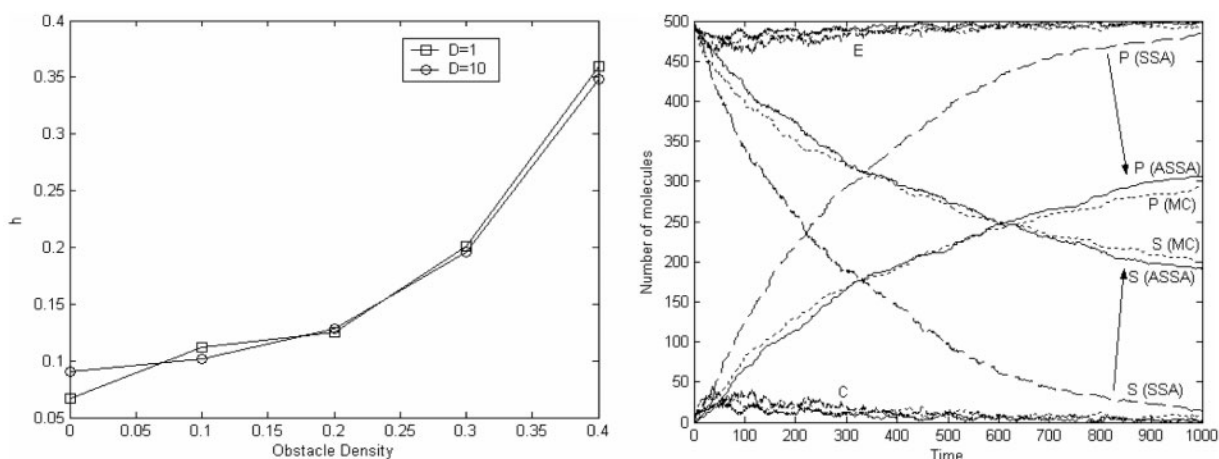 0.4
0.35
0.3
0.25
0.2
0.15
0.1
0.05
h
0
0.05
0.1
0.15
0.2
0.25
0.3
0.35
0.4
Obstacle Density
D=1
D=10
500
450
400
350
300
250
200
150
100
50
0
Number of molecules
0
100
200
300
400
500
600
700
800
900
1000
Time
E
P (SSA)
P (ASSA)
P (MC)
S (MC)
S (ASSA)
S (SSA)
C